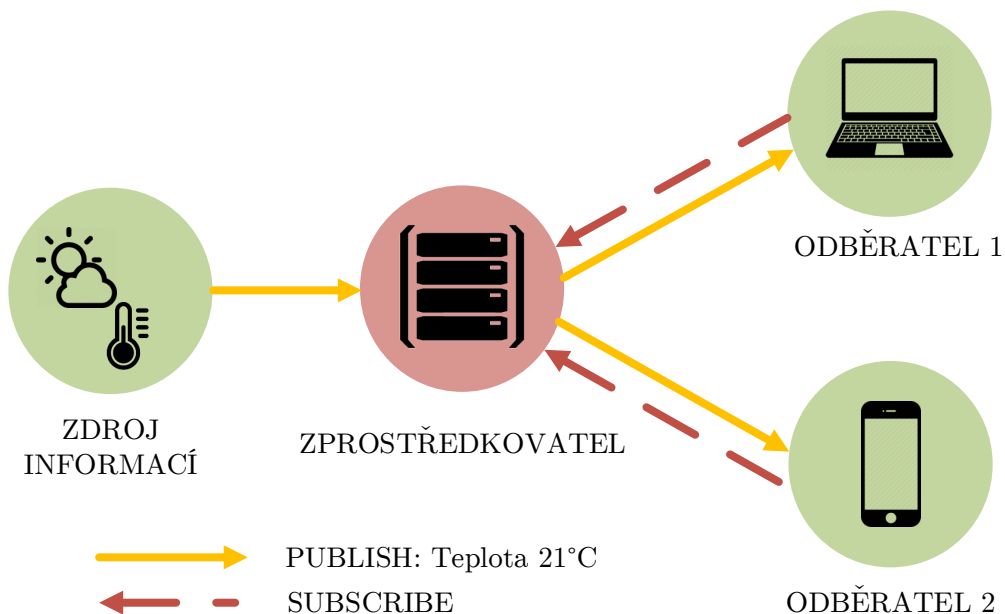 ODBĚRATEL 1
ZDROJ
INFORMACÍ
ZPROSTŘEDKOVATEL
PUBLISH: Teplota 21°C
SUBSCRIBE
ODBĚRATEL 2